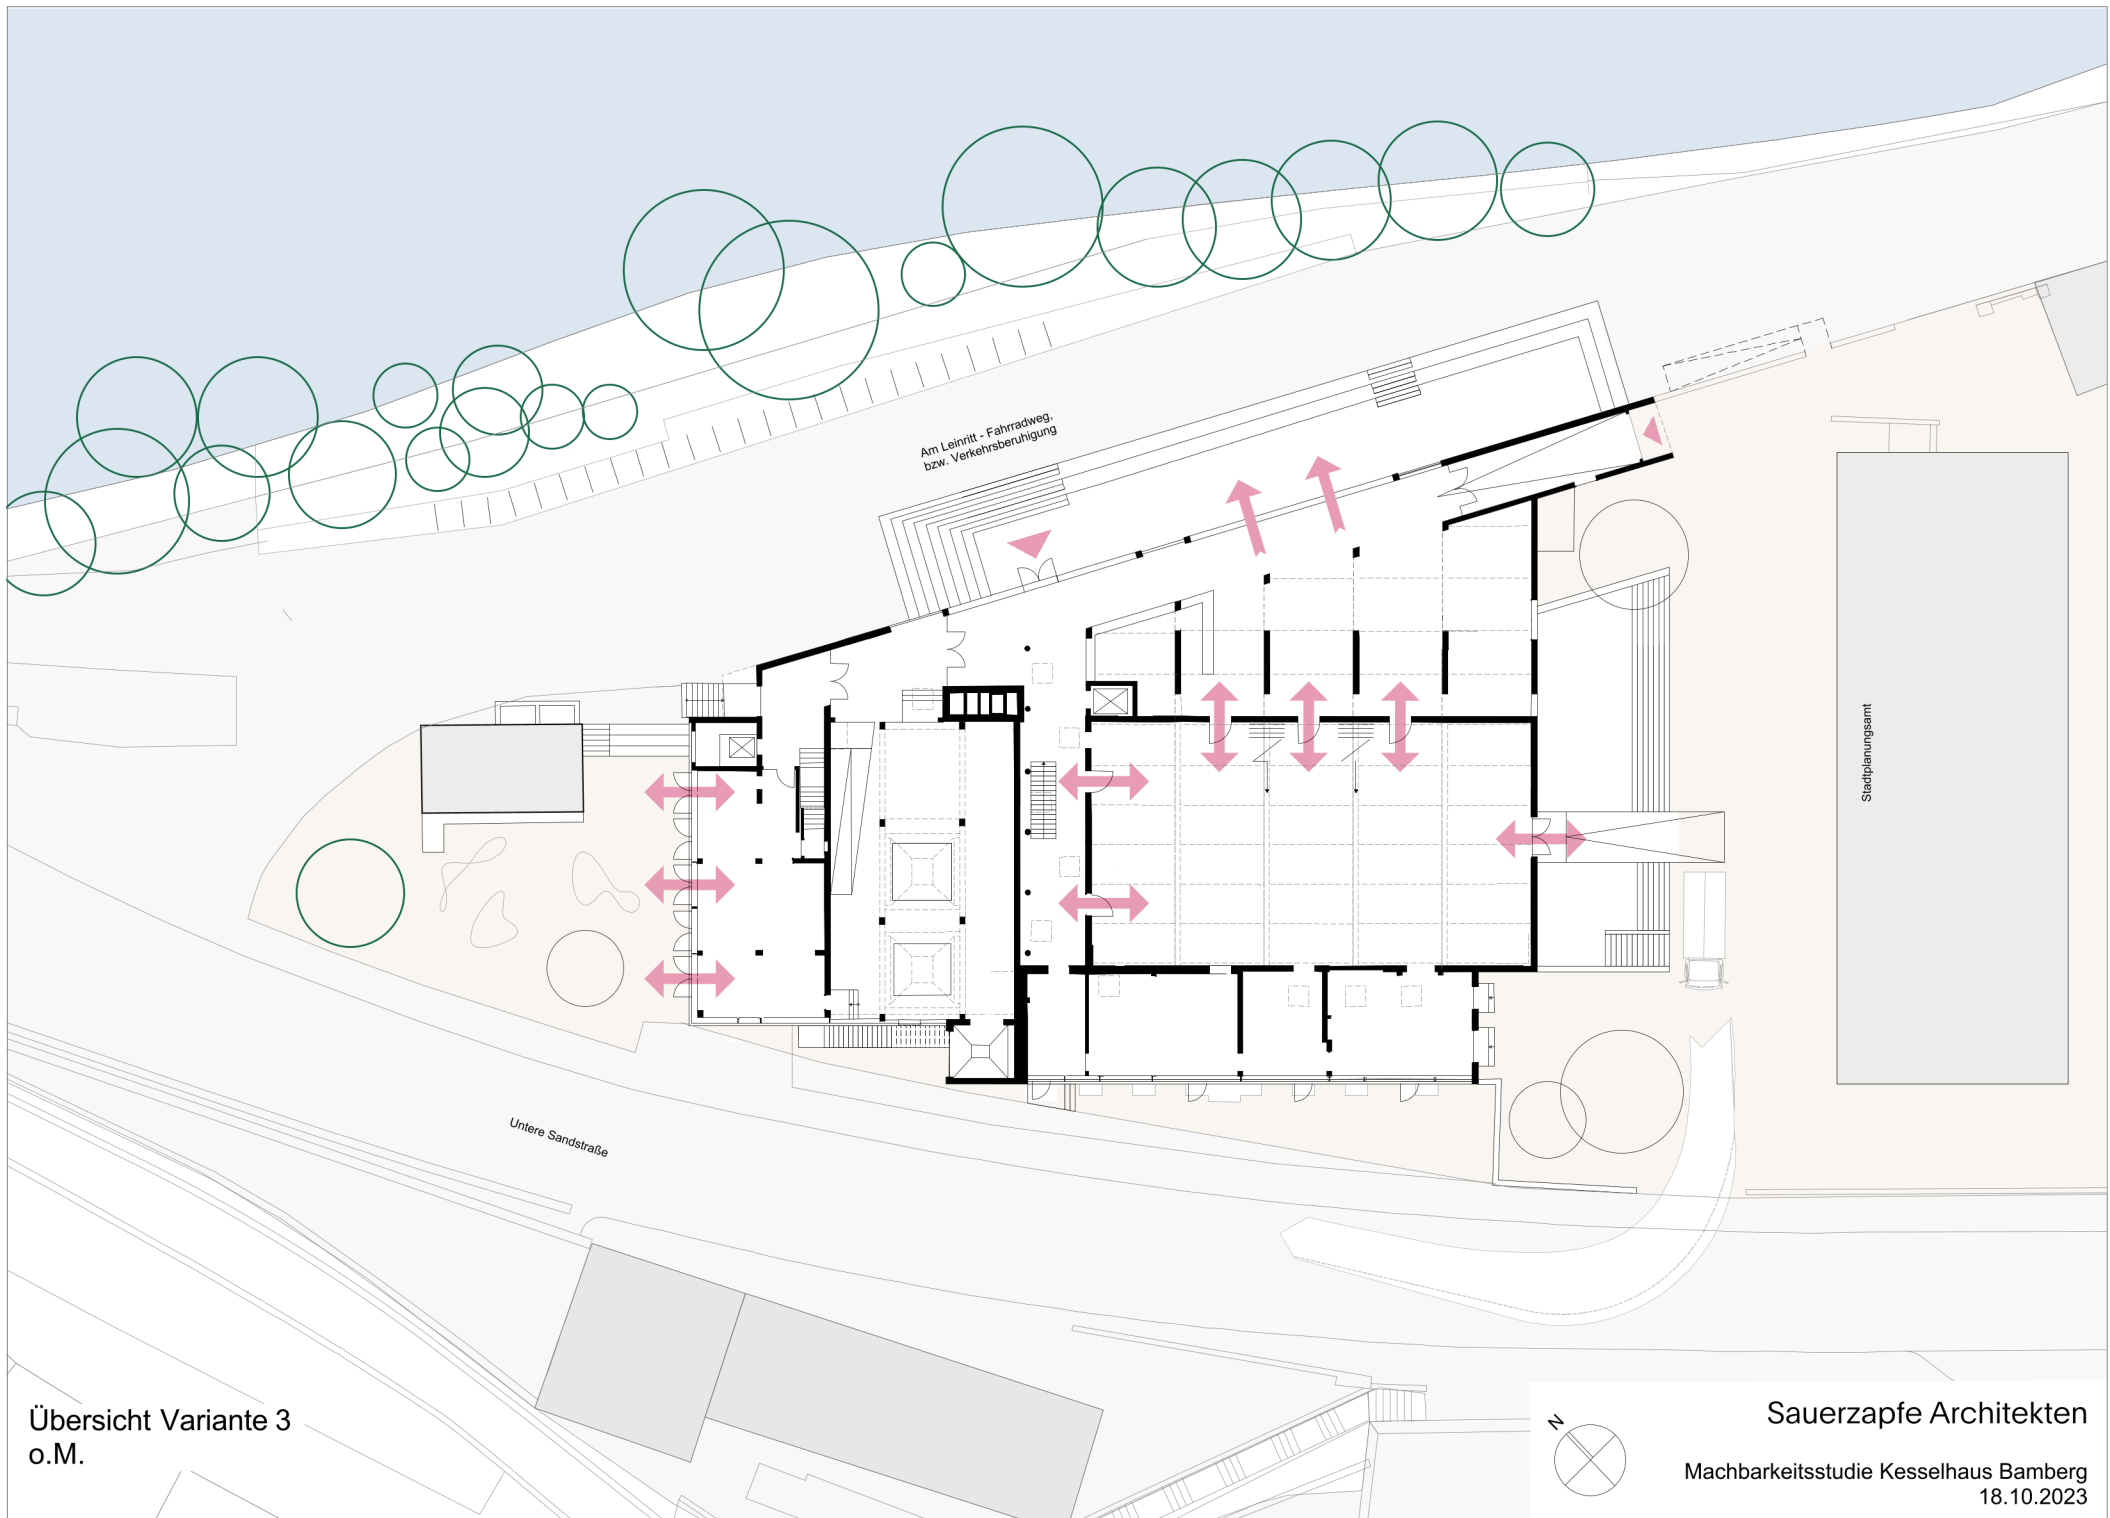 Am Leinritt - Fahrradweg,
bzw. Verkehrsberuhigung
Stadtplanungsamt
Untere Sandstraße
Übersicht Variante 3
o.M.
N
Sauerzapfe Architekten
Machbarkeitsstudie Kesselhaus Bamberg
18.10.2023